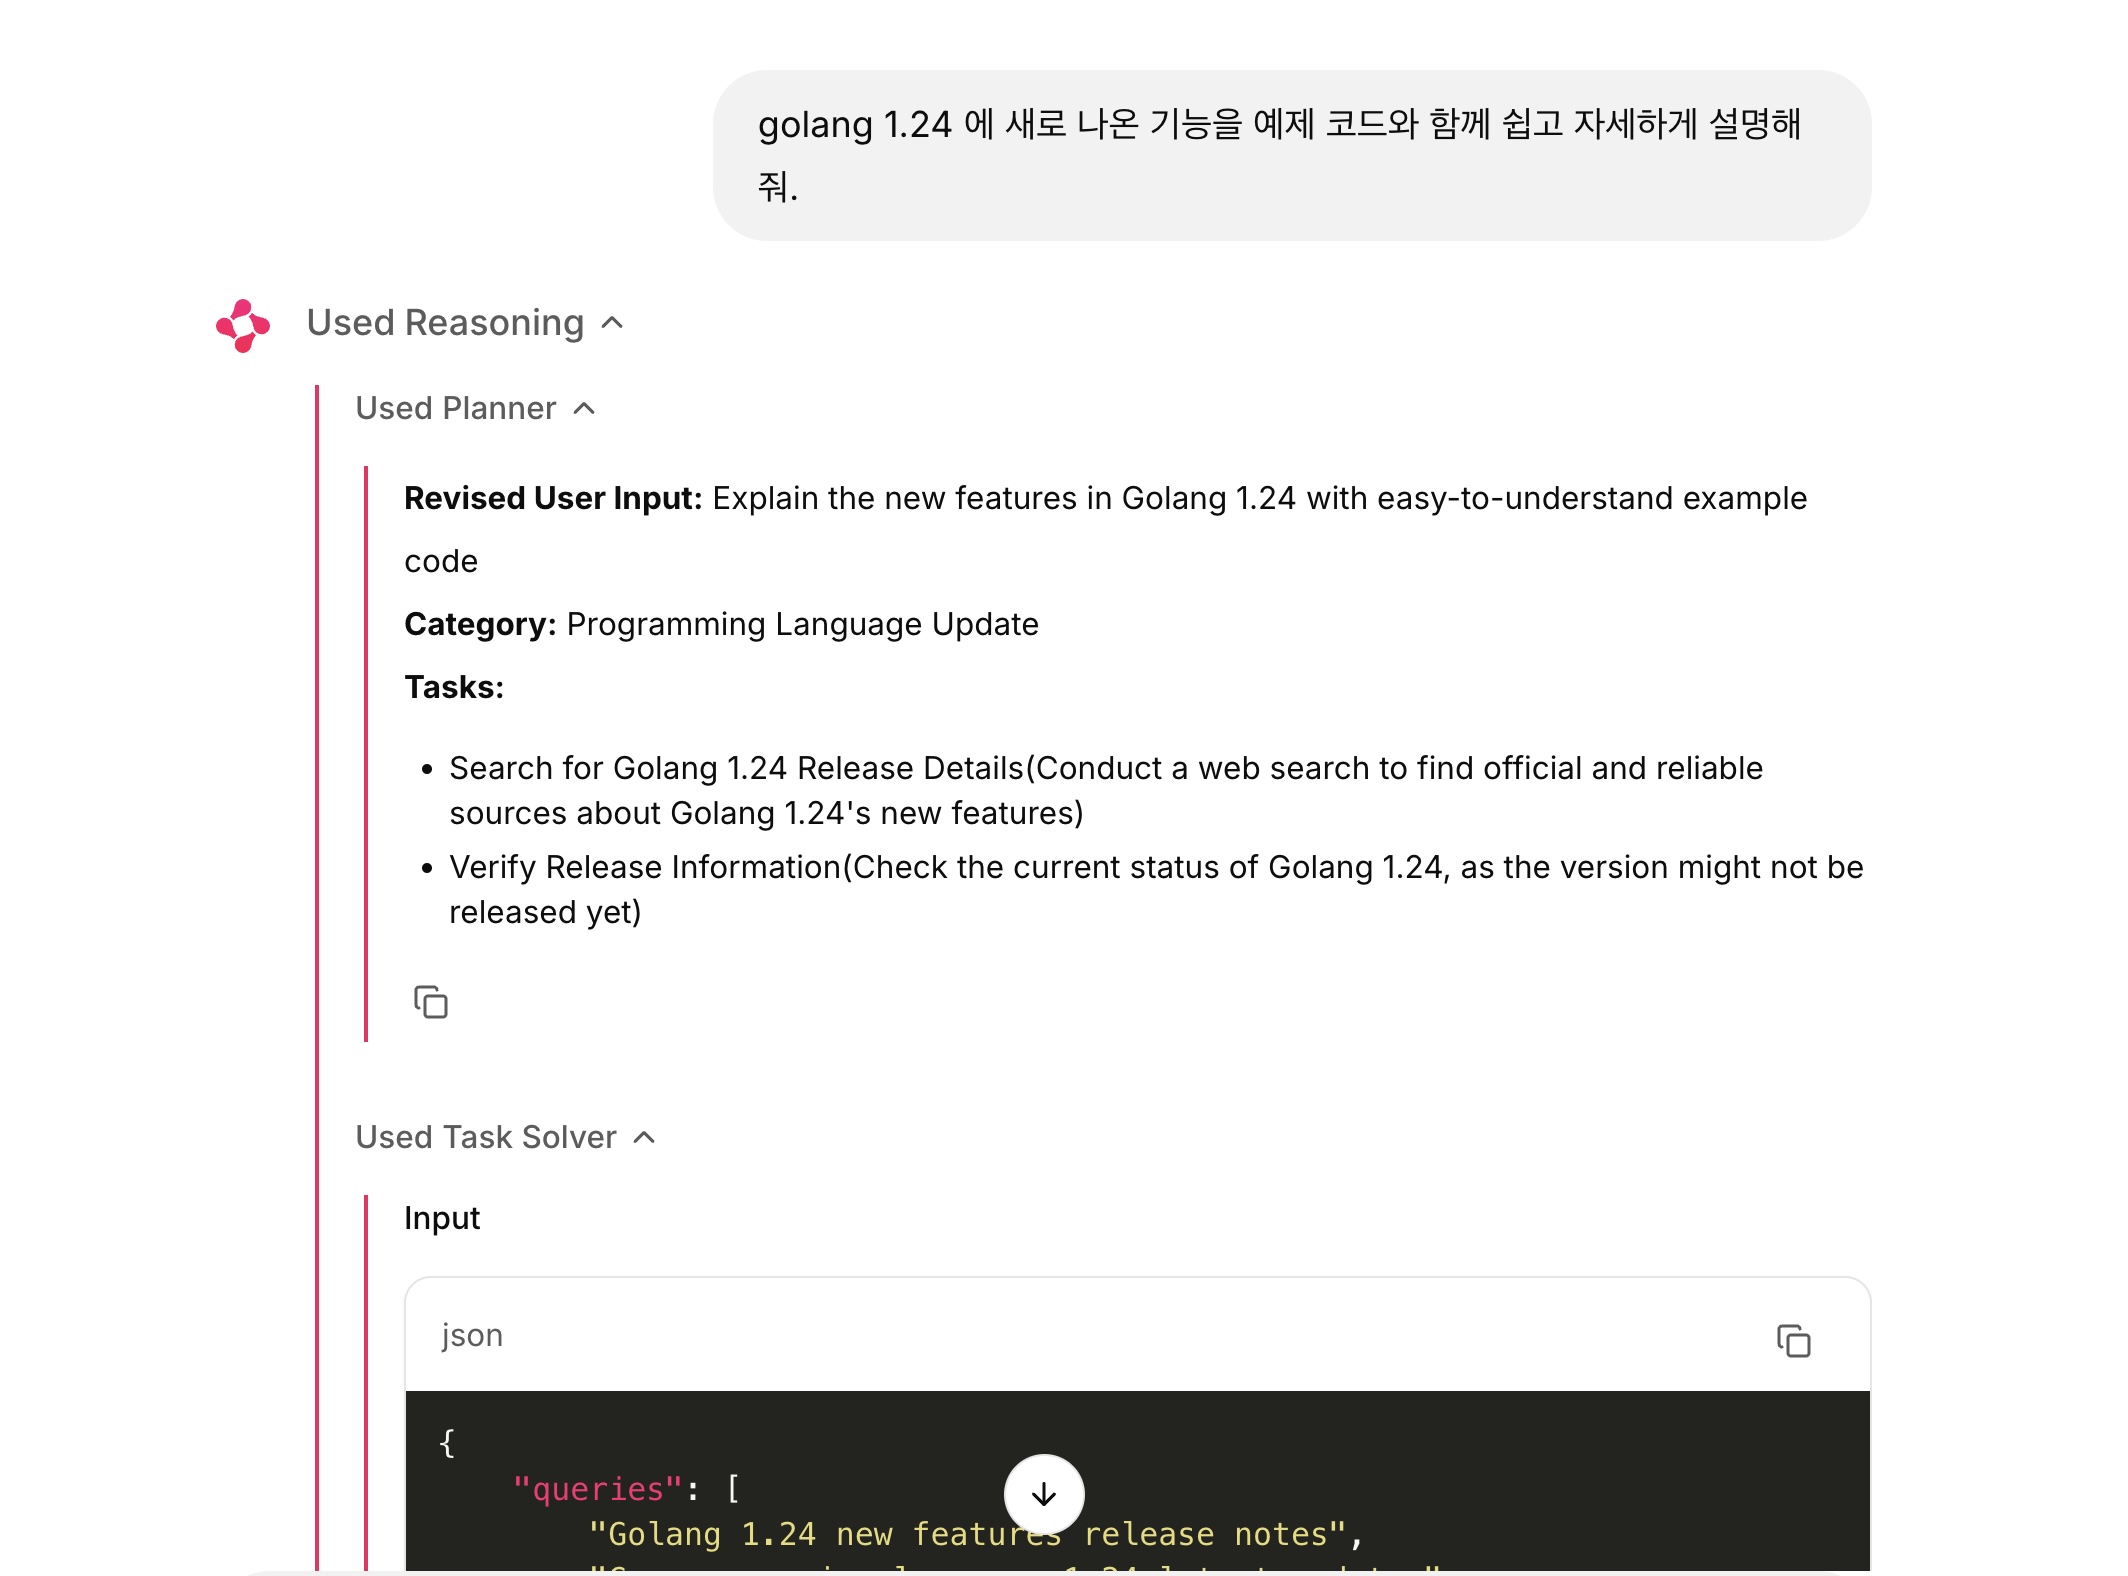 golang 1.24 에 새로 나온 기능을 예제 코드와 함께 쉽고 자세하게 설명해
줘.
Used Reasoning
Used Planner
Revised User Input: Explain the new features in Golang 1.24 with easy-to-understand example
code
Category: Programming Language Update
Tasks:
• Search for Golang 1.24 Release Details(Conduct a web search to find official and reliable
sources about Golang 1.24's new features)
• Verify Release Information(Check the current status of Golang 1.24, as the version might not be
released yet)
Used Task Solver
Input
json
{
"queries": [
"Golang 1.24 new features release notes",